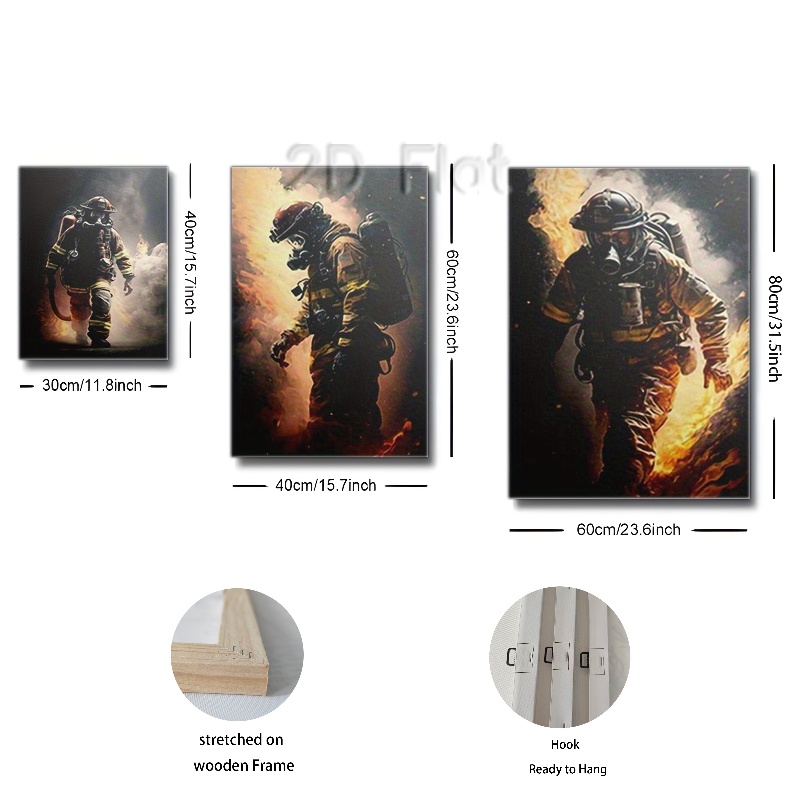 2D Flat
40cm/15.7inch
60cm/23.6inch
80cm/31.5inch
30cm/11.8inch
40cm/15.7inch
60cm/23.6inch
stretched on
wooden Frame
Hook
Ready to Hang